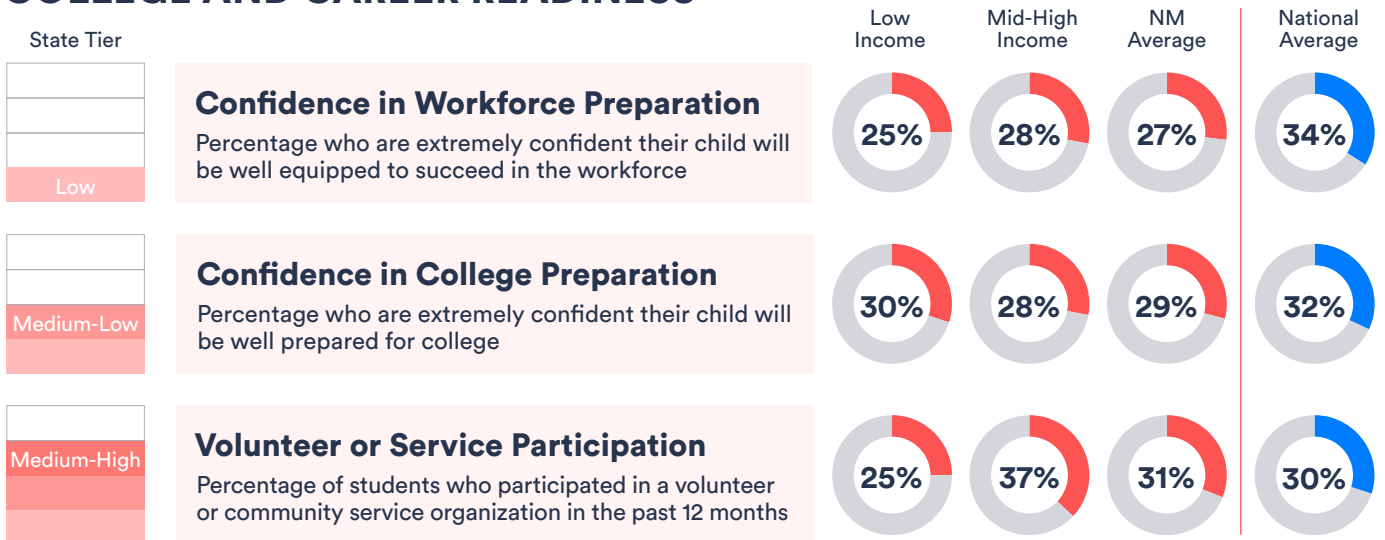 COLLEGE AND CAREER READINESS
State Tier
Low
Income
Mid-High
Income
NM
Average
National
Average
Low
Confidence in Workforce Preparation
Percentage who are extremely confident their child will
be well equipped to succeed in the workforce
25%
28%
27%
34%
Medium-Low
Confidence in College Preparation
Percentage who are extremely confident their child will
be well prepared for college
30%
28%
29%
32%
Medium-High
Volunteer or Service Participation
Percentage of students who participated in a volunteer
or community service organization in the past 12 months
25%
37%
31%
30%